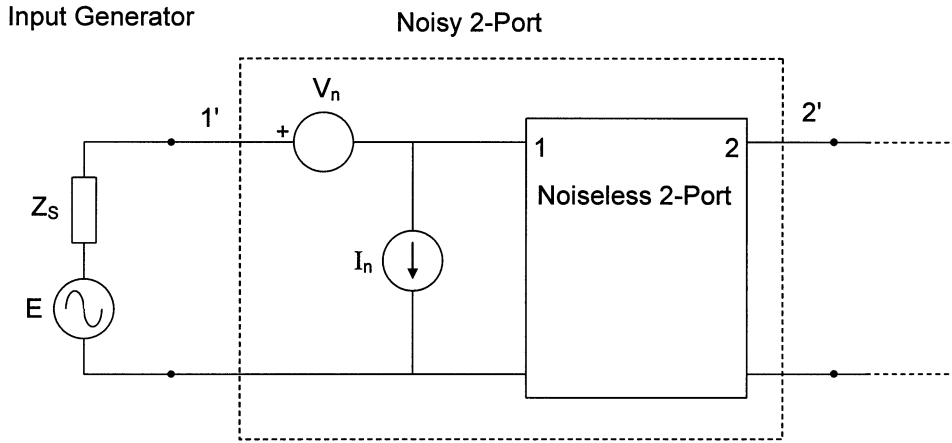 Input Generator
Noisy 2-Port
Vn
1'
2'
+
1
2
Noiseless 2-Port
ZS
In
E